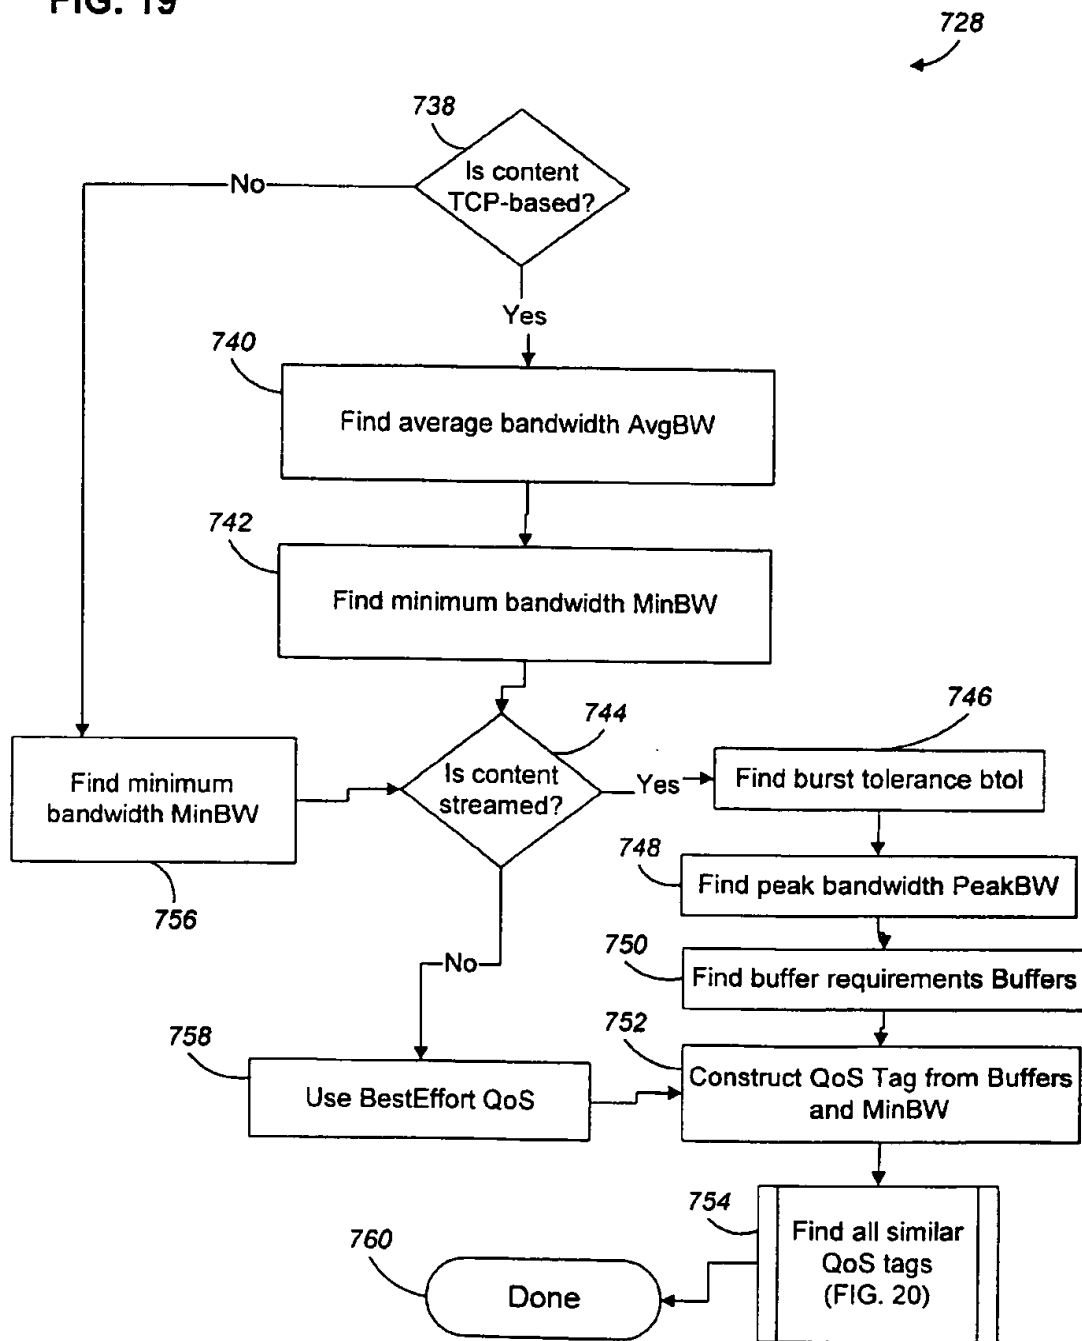 FIG. 19
728
738
Is content
TCP-based?
No
Yes
740
Find average bandwidth AvgBW
742
Find minimum bandwidth MinBW
744
746
Is content
streamed?
Yes
Find burst tolerance btol
Find minimum
bandwidth MinBW
756
748
Find peak bandwidth PeakBW
No
750
Find buffer requirements Buffers
752
758
Use BestEffort QoS
Construct QoS Tag from Buffers
and MinBW
754
Find all similar
QoS tags
(FIG. 20)
760
Done